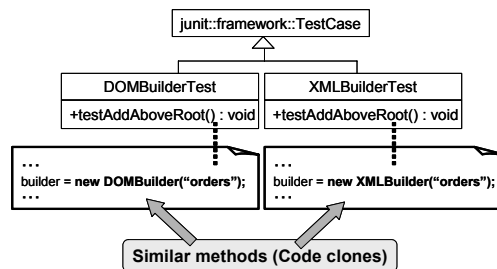 junit::framework::TestCase
DOMBuilderTest
+testAddAboveRoot() : void
XMLBuilderTest
+testAddAboveRoot() : void
...
builder = new DOMBuilder(“orders”);
...
...
builder = new XMLBuilder(“orders”);
...
Similar methods (Code clones)